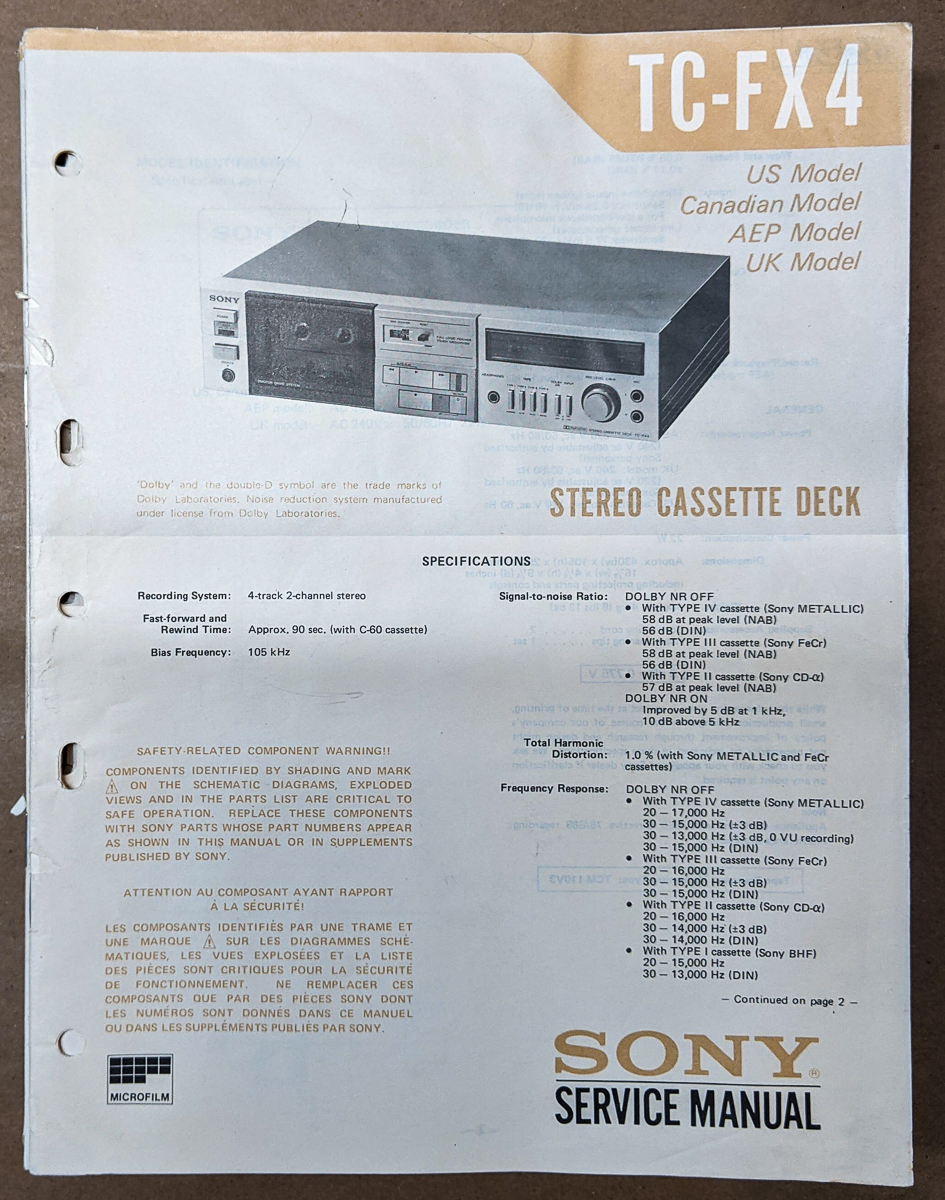 TC-FX4
US Model
Canadian Model
AEP Model
UK Model
SONY
STEREO CASSETTE DECK
'Dolby' and the double-D symbol are the trade marks of
Dolby Laboratories. Noise reduction system manufactured
under license from Dolby Laboratories.
SPECIFICATIONS
Recording System: 4-track 2-channel stereo
Fast-forward and
Rewind Time: Approx. 90 sec. (with C-60 cassette)
Bias Frequency: 105 kHz
SAFETY-RELATED COMPONENT WARNING!!
COMPONENTS IDENTIFIED BY SHADING AND MARK
⚠ ON THE SCHEMATIC DIAGRAMS, EXPLODED
VIEWS AND IN THE PARTS LIST ARE CRITICAL TO
SAFE OPERATION. REPLACE THESE COMPONENTS
WITH SONY PARTS WHOSE PART NUMBERS APPEAR
AS SHOWN IN THIS MANUAL OR IN SUPPLEMENTS
PUBLISHED BY SONY.
ATTENTION AU COMPOSANT AYANT RAPPORT
À LA SÉCURITÉ!
LES COMPOSANTS IDENTIFIÉS PAR UNE TRAME ET
UNE MARQUE ⚠ SUR LES DIAGRAMMES SCHÉ-
MATIQUES, LES VUES EXPLOSÉES ET LA LISTE
DES PIÈCES SONT CRITIQUES POUR LA SÉCURITÉ
DE FONCTIONNEMENT. NE REMPLACER CES
COMPOSANTS QUE PAR DES PIÈCES SONY DONT
LES NUMÉROS SONT DONNÉS DANS CE MANUEL
OU DANS LES SUPPLÉMENTS PUBLIÉS PAR SONY.
MICROFILM
Signal-to-noise Ratio: DOLBY NR OFF
• With TYPE IV cassette (Sony METALLIC)
58 dB at peak level (NAB)
56 dB (DIN)
• With TYPE III cassette (Sony FeCr)
58 dB at peak level (NAB)
56 dB (DIN)
• With TYPE II cassette (Sony CD-α)
57 dB at peak level (NAB)
DOLBY NR ON
Improved by 5 dB at 1 kHz,
10 dB above 5 kHz
Total Harmonic
Distortion: 1.0 % (with Sony METALLIC and FeCr
cassettes)
Frequency Response: DOLBY NR OFF
• With TYPE IV cassette (Sony METALLIC)
20 – 17,000 Hz
30 – 15,000 Hz (±3 dB)
30 – 13,000 Hz (±3 dB, 0 VU recording)
30 – 15,000 Hz (DIN)
• With TYPE III cassette (Sony FeCr)
20 – 16,000 Hz
30 – 15,000 Hz (±3 dB)
30 – 15,000 Hz (DIN)
• With TYPE II cassette (Sony CD-α)
20 – 16,000 Hz
30 – 14,000 Hz (±3 dB)
30 – 14,000 Hz (DIN)
• With TYPE I cassette (Sony BHF)
20 – 15,000 Hz
30 – 13,000 Hz (DIN)
– Continued on page 2 –
SONY®
SERVICE MANUAL